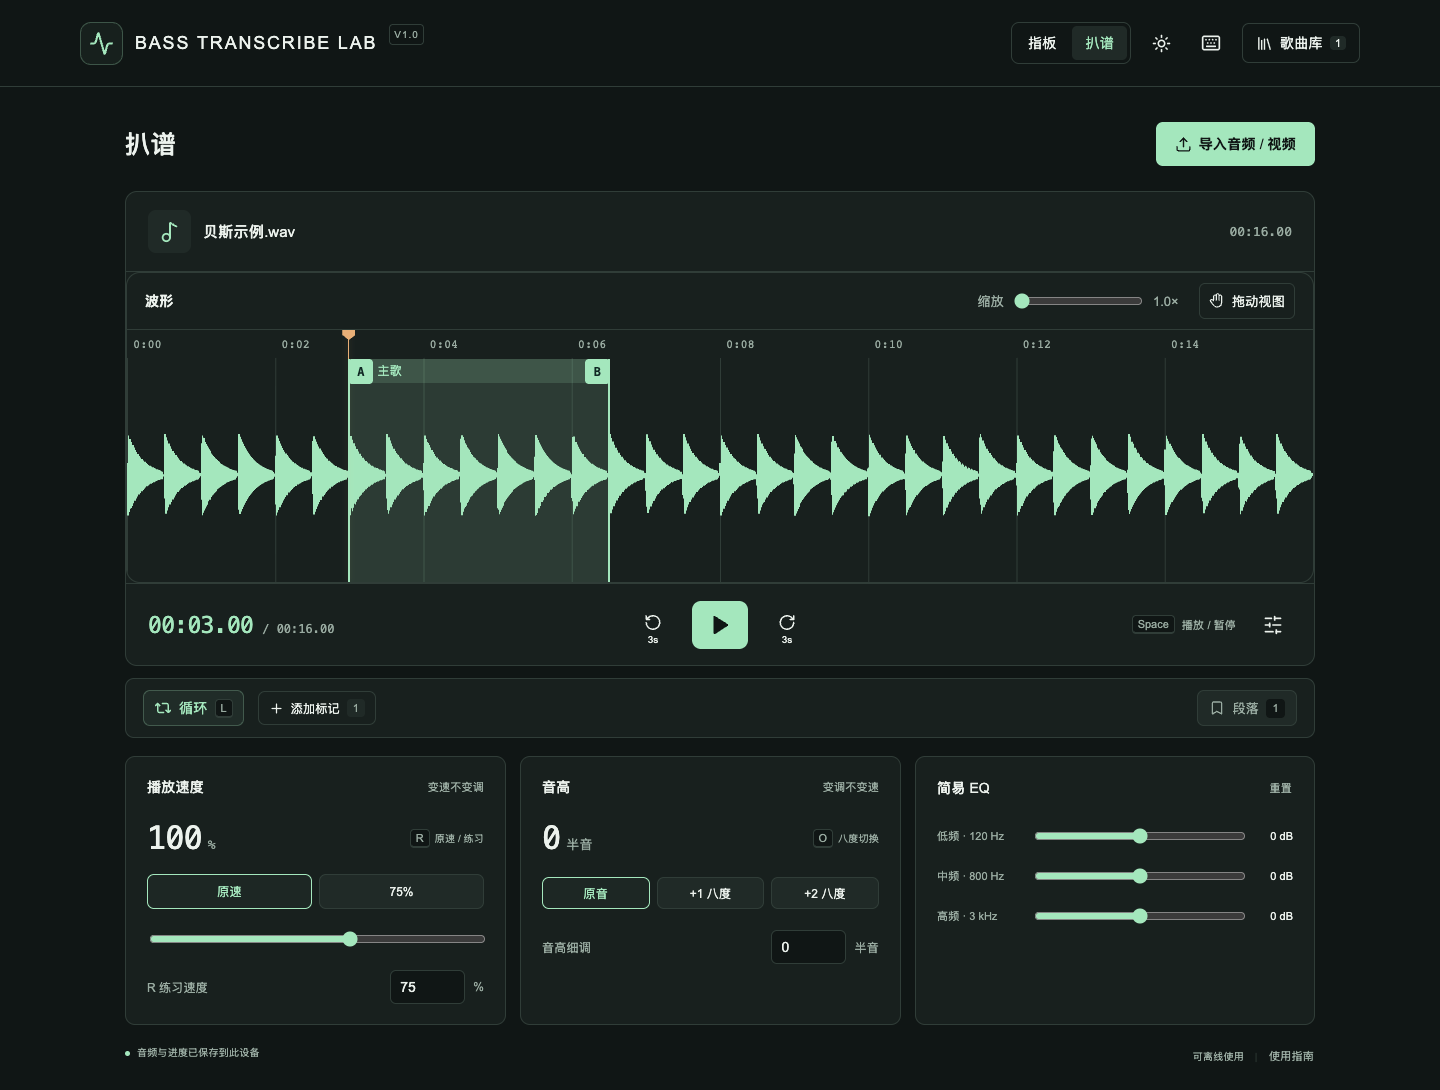 BASS TRANSCRIBE LAB V1.0
指板 扒谱 歌曲库 1
扒谱
导入音频 / 视频
贝斯示例.wav 00:16.00
波形 缩放 1.0× 拖动视图
0:00 0:02 0:04 0:06 0:08 0:10 0:12 0:14
A 主歌 B
00:03.00 / 00:16.00 3s 3s Space 播放 / 暂停
循环 L 添加标记 1 段落 1
播放速度 变速不变调
100 % R 原速 / 练习
原速 75%
R 练习速度 75 %
音高 变调不变速
0 半音 O 八度切换
原音 +1 八度 +2 八度
音高细调 0 半音
简易 EQ 重置
低频 · 120 Hz 0 dB
中频 · 800 Hz 0 dB
高频 · 3 kHz 0 dB
音频与进度已保存到此设备 可离线使用 | 使用指南